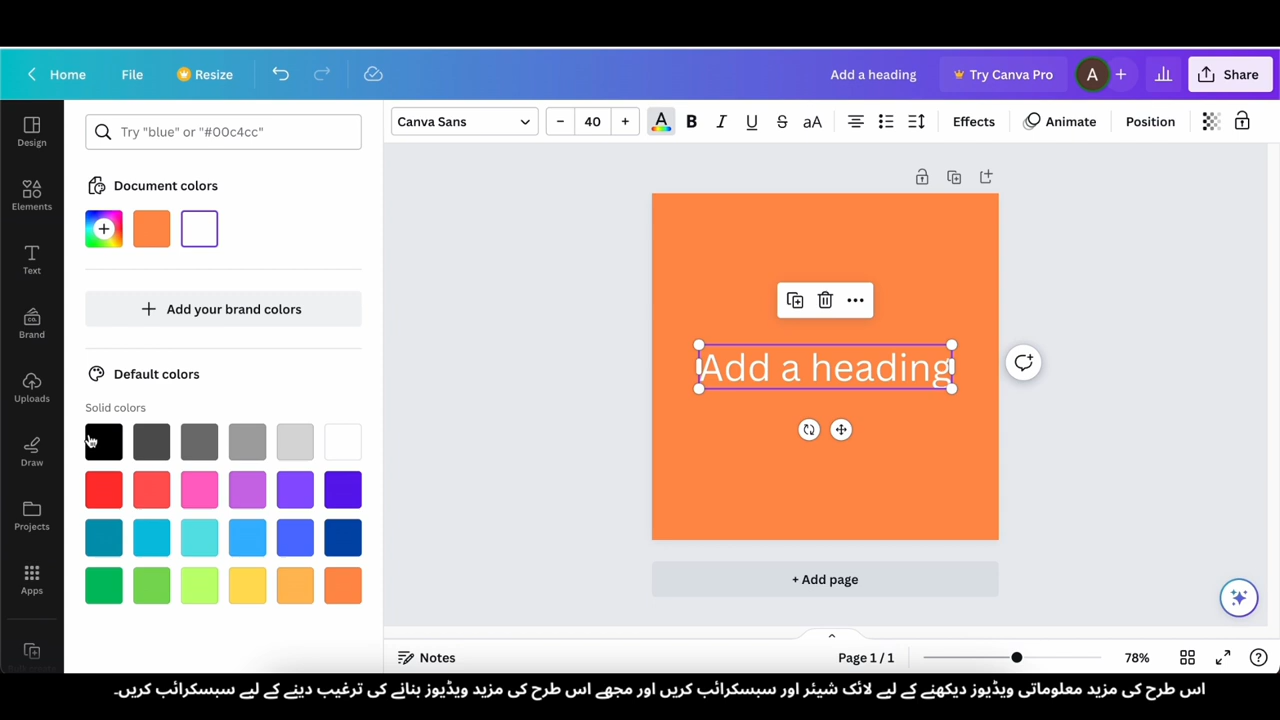 Home
File
Resize
Add a heading
Try Canva Pro
A
Share
Canva Sans
40
A
B
I
U
S
aA
Effects
Animate
Position
Design
Elements
Text
Brand
Uploads
Draw
Projects
Apps
Try "blue" or "#00c4cc"
Document colors
Add your brand colors
Default colors
Solid colors
Add a heading
+ Add page
Notes
Page 1 / 1
78%
اس طرح کی مزید معلوماتی ویڈیوز دیکھنے کے لیے لائک شیئر اور سبسکرائب کریں اور مجھے اس طرح کی مزید ویڈیوز بنانے کی ترغیب دینے کے لیے سبسکرائب کریں۔